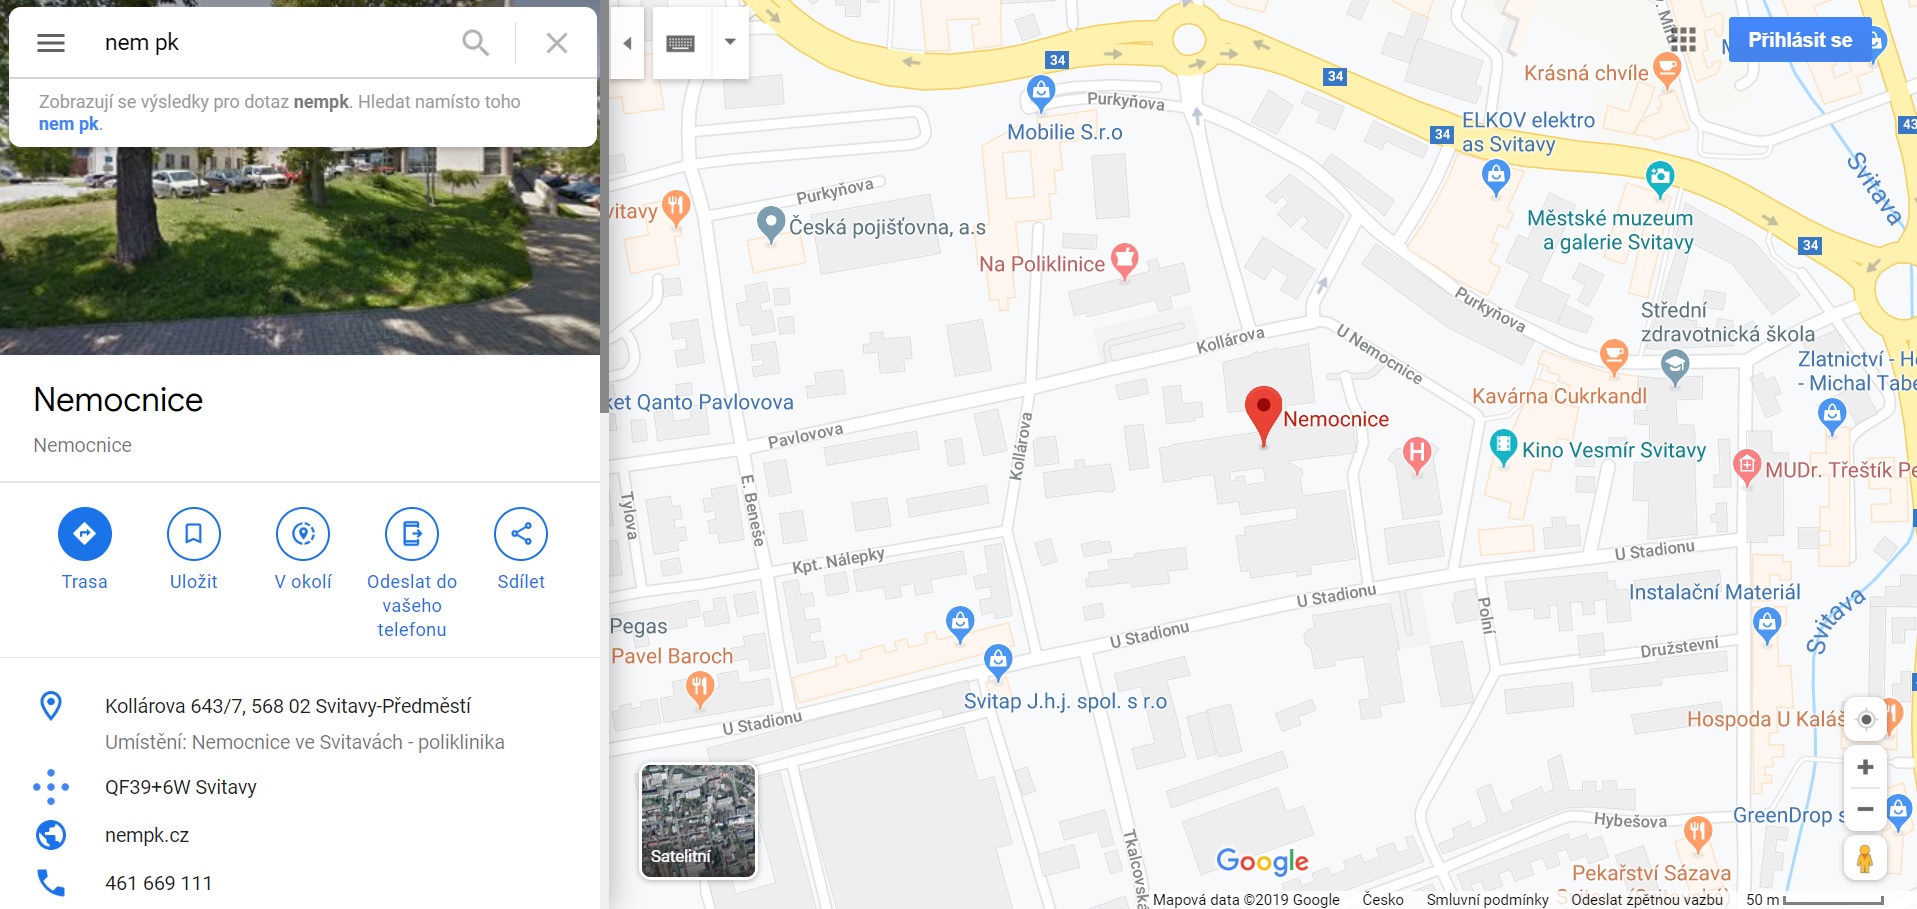 nem pk
Zobrazují se výsledky pro dotaz nempk. Hledat namísto toho
nem pk.
Nemocnice
Nemocnice
Trasa
Uložit
V okolí
Odeslat do
vašeho
telefonu
Sdílet
Kollárova 643/7, 568 02 Svitavy-Předměstí
Umístění: Nemocnice ve Svitavách - poliklinika
QF39+6W Svitavy
nempk.cz
461 669 111
Přihlásit se
34
34
34
34
43
Krásná chvíle
Purkyňova
Mobilie S.r.o
ELKOV elektro
as Svitavy
Svitava
Purkyňova
vitavy
Česká pojišťovna, a.s
Městské muzeum
a galerie Svitavy
Na Poliklinice
Purkyňova
Střední
zdravotnická škola
Kollárova
U Nemocnice
Zlatnictví - H
- Michal Tabe
ket Qanto Pavlovova
Kavárna Cukrkandl
Nemocnice
Pavlovova
Kollárova
H
Kino Vesmír Svitavy
MUDr. Třeštík Pe
Tylova
E. Beneše
Kpt. Nálepky
U Stadionu
U Stadionu
Instalační Materiál
Svitava
Polní
Pegas
Pavel Baroch
U Stadionu
Družstevní
Svitap J.h.j. spol. s r.o
U Stadionu
Hospoda U Kaláš
Satelitní
Tkalcovská
Hybešova
GreenDrop s
Pekařství Sázava
Google
Mapová data ©2019 Google
Česko
Smluvní podmínky
Odeslat zpětnou vazbu
50 m